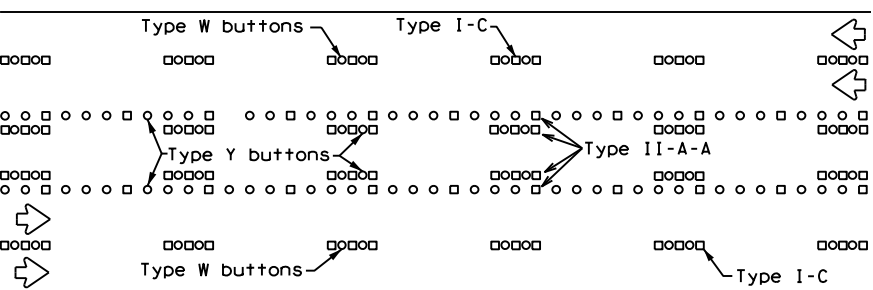 Type W buttons
Type I-C
Type Y buttons
Type II-A-A
Type W buttons
Type I-C